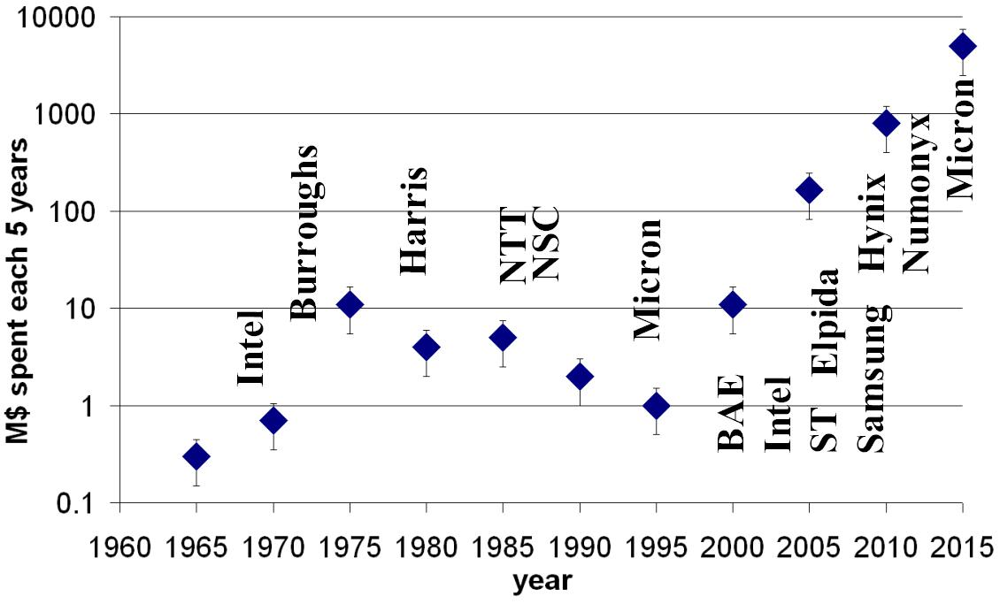 10000
1000
100
10
1
0.1
M$ spent each 5 years
Intel
Burroughs
Harris
NTT
NSC
Micron
BAE
Intel
ST Elpida
Samsung Hynix
Numonyx
Micron
1960 1965 1970 1975 1980 1985 1990 1995 2000 2005 2010 2015
year